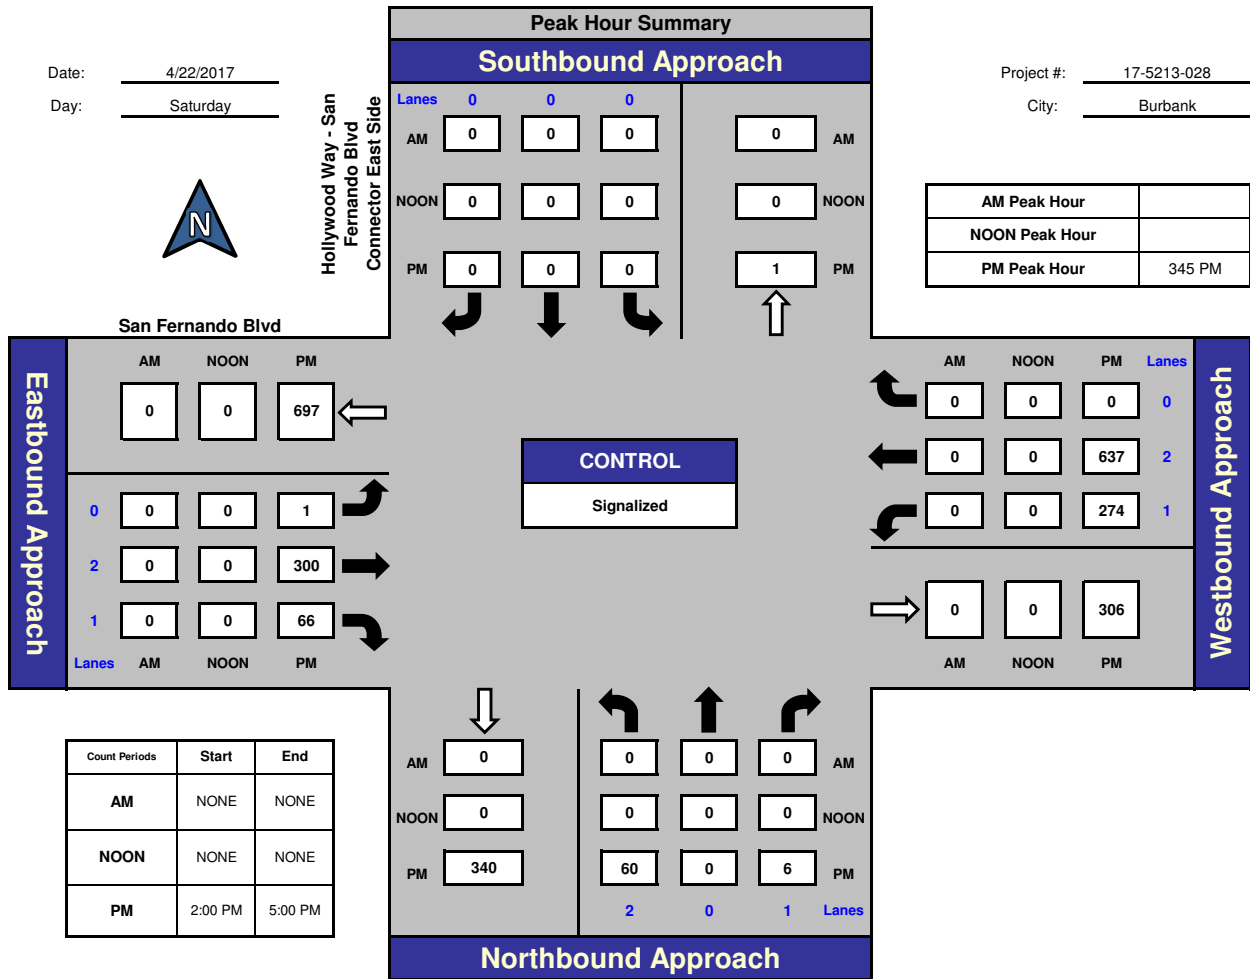 Peak Hour Summary
Southbound Approach
Date: 4/22/2017
Day: Saturday
Project #: 17-5213-028
City: Burbank
Hollywood Way - San
Fernando Blvd
Connector East Side
N
Lanes 0 0 0
AM 0 0 0 0 AM
NOON 0 0 0 0 NOON
PM 0 0 0 1 PM
AM Peak Hour
NOON Peak Hour
PM Peak Hour 345 PM
San Fernando Blvd
Eastbound Approach
AM NOON PM
0 0 697
0 0 0 1
2 0 0 300
1 0 0 66
Lanes AM NOON PM
CONTROL
Signalized
AM NOON PM Lanes
0 0 0 0
0 0 637 2
0 0 274 1
0 0 306
AM NOON PM
Westbound Approach
Count Periods Start End
AM NONE NONE
NOON NONE NONE
PM 2:00 PM 5:00 PM
AM 0 0 0 0 AM
NOON 0 0 0 0 NOON
PM 340 60 0 6 PM
2 0 1 Lanes
Northbound Approach